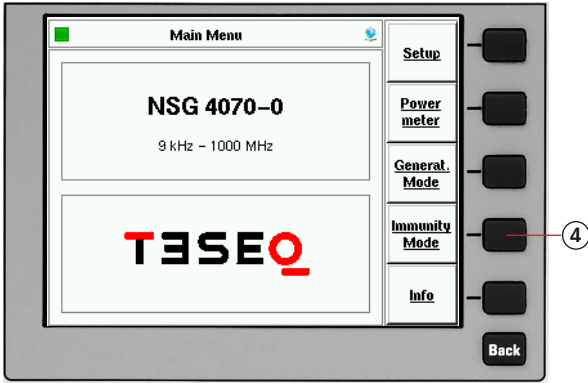 Main Menu
Setup
NSG 4070-0
9 kHz - 1000 MHz
Power
meter
Generat.
Mode
TESEQ
Immunity
Mode
4
Info
Back